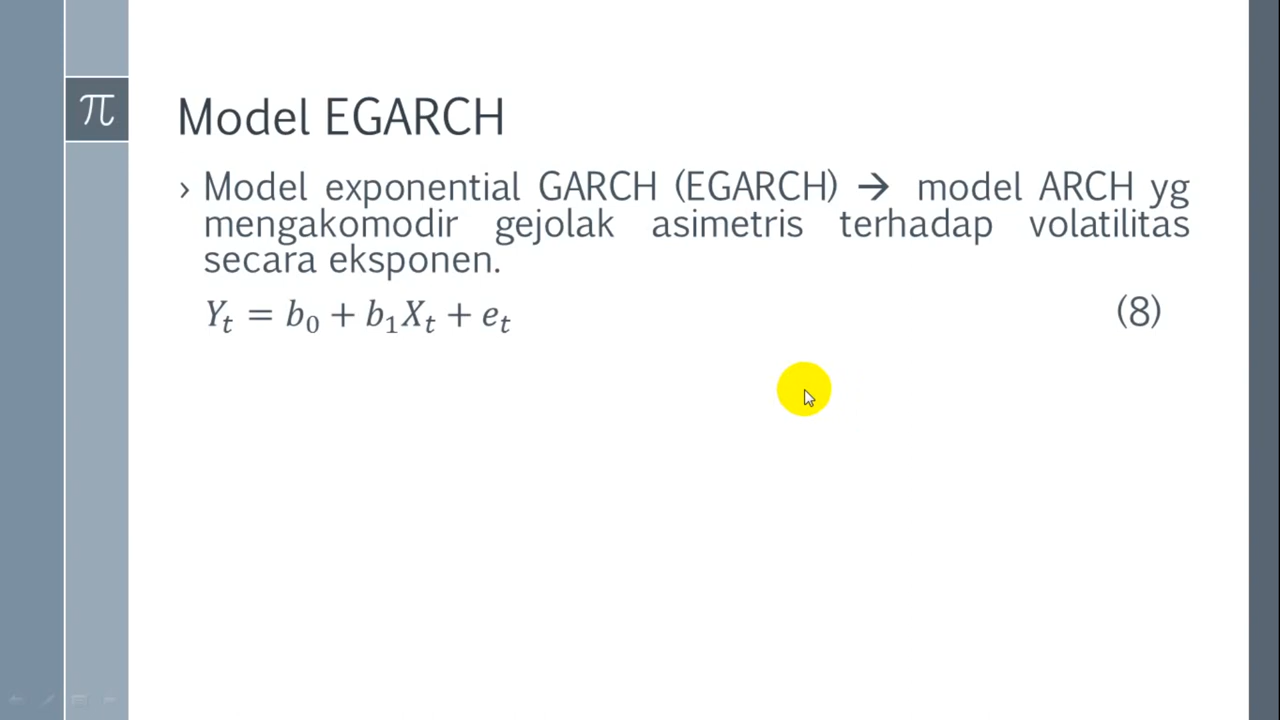 π
Model EGARCH
› Model exponential GARCH (EGARCH) → model ARCH yg
mengakomodir gejolak asimetris terhadap volatilitas
secara eksponen.
Yₜ = b₀ + b₁Xₜ + eₜ (8)